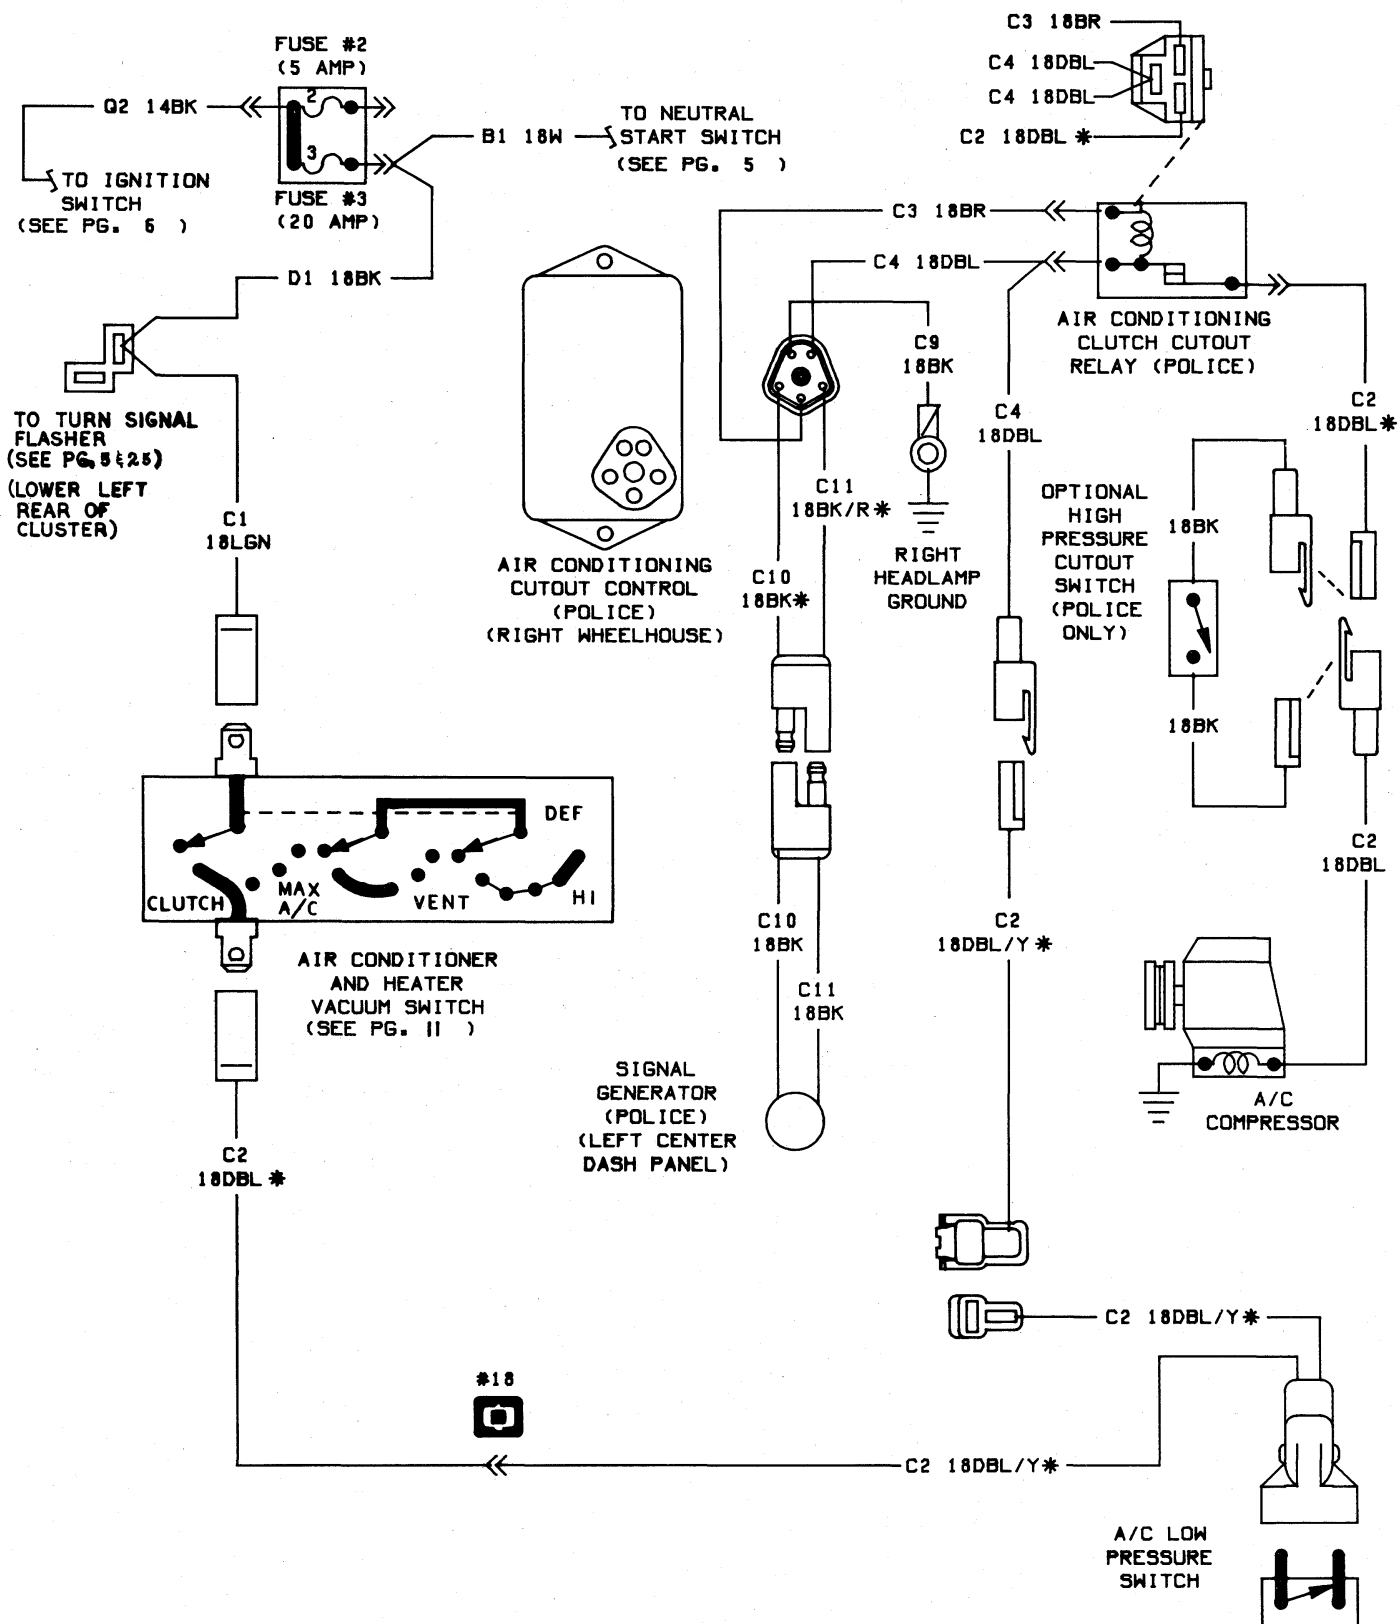 C3 18BR
C4 18DBL
C4 18DBL
C2 18DBL *
FUSE #2
(5 AMP)
Q2 14BK
2
3
FUSE #3
(20 AMP)
TO IGNITION
SWITCH
(SEE PG. 6 )
B1 18W
TO NEUTRAL
START SWITCH
(SEE PG. 5 )
D1 18BK
C3 18BR
C4 18DBL
AIR CONDITIONING
CLUTCH CUTOUT
RELAY (POLICE)
C9
18BK
C4
18DBL
C2
18DBL*
TO TURN SIGNAL
FLASHER
(SEE PG. 5 & 25)
(LOWER LEFT
REAR OF
CLUSTER)
C1
18LGN
AIR CONDITIONING
CUTOUT CONTROL
(POLICE)
(RIGHT WHEELHOUSE)
C11
18BK/R*
C10
18BK*
RIGHT
HEADLAMP
GROUND
OPTIONAL
HIGH
PRESSURE
CUTOUT
SWITCH
(POLICE
ONLY)
18BK
18BK
DEF
CLUTCH
MAX
A/C
VENT
HI
AIR CONDITIONER
AND HEATER
VACUUM SWITCH
(SEE PG. 11 )
C10
18BK
C11
18BK
C2
18DBL/Y*
C2
18DBL
SIGNAL
GENERATOR
(POLICE)
(LEFT CENTER
DASH PANEL)
A/C
COMPRESSOR
C2
18DBL *
C2 18DBL/Y*
#18
C2 18DBL/Y*
A/C LOW
PRESSURE
SWITCH